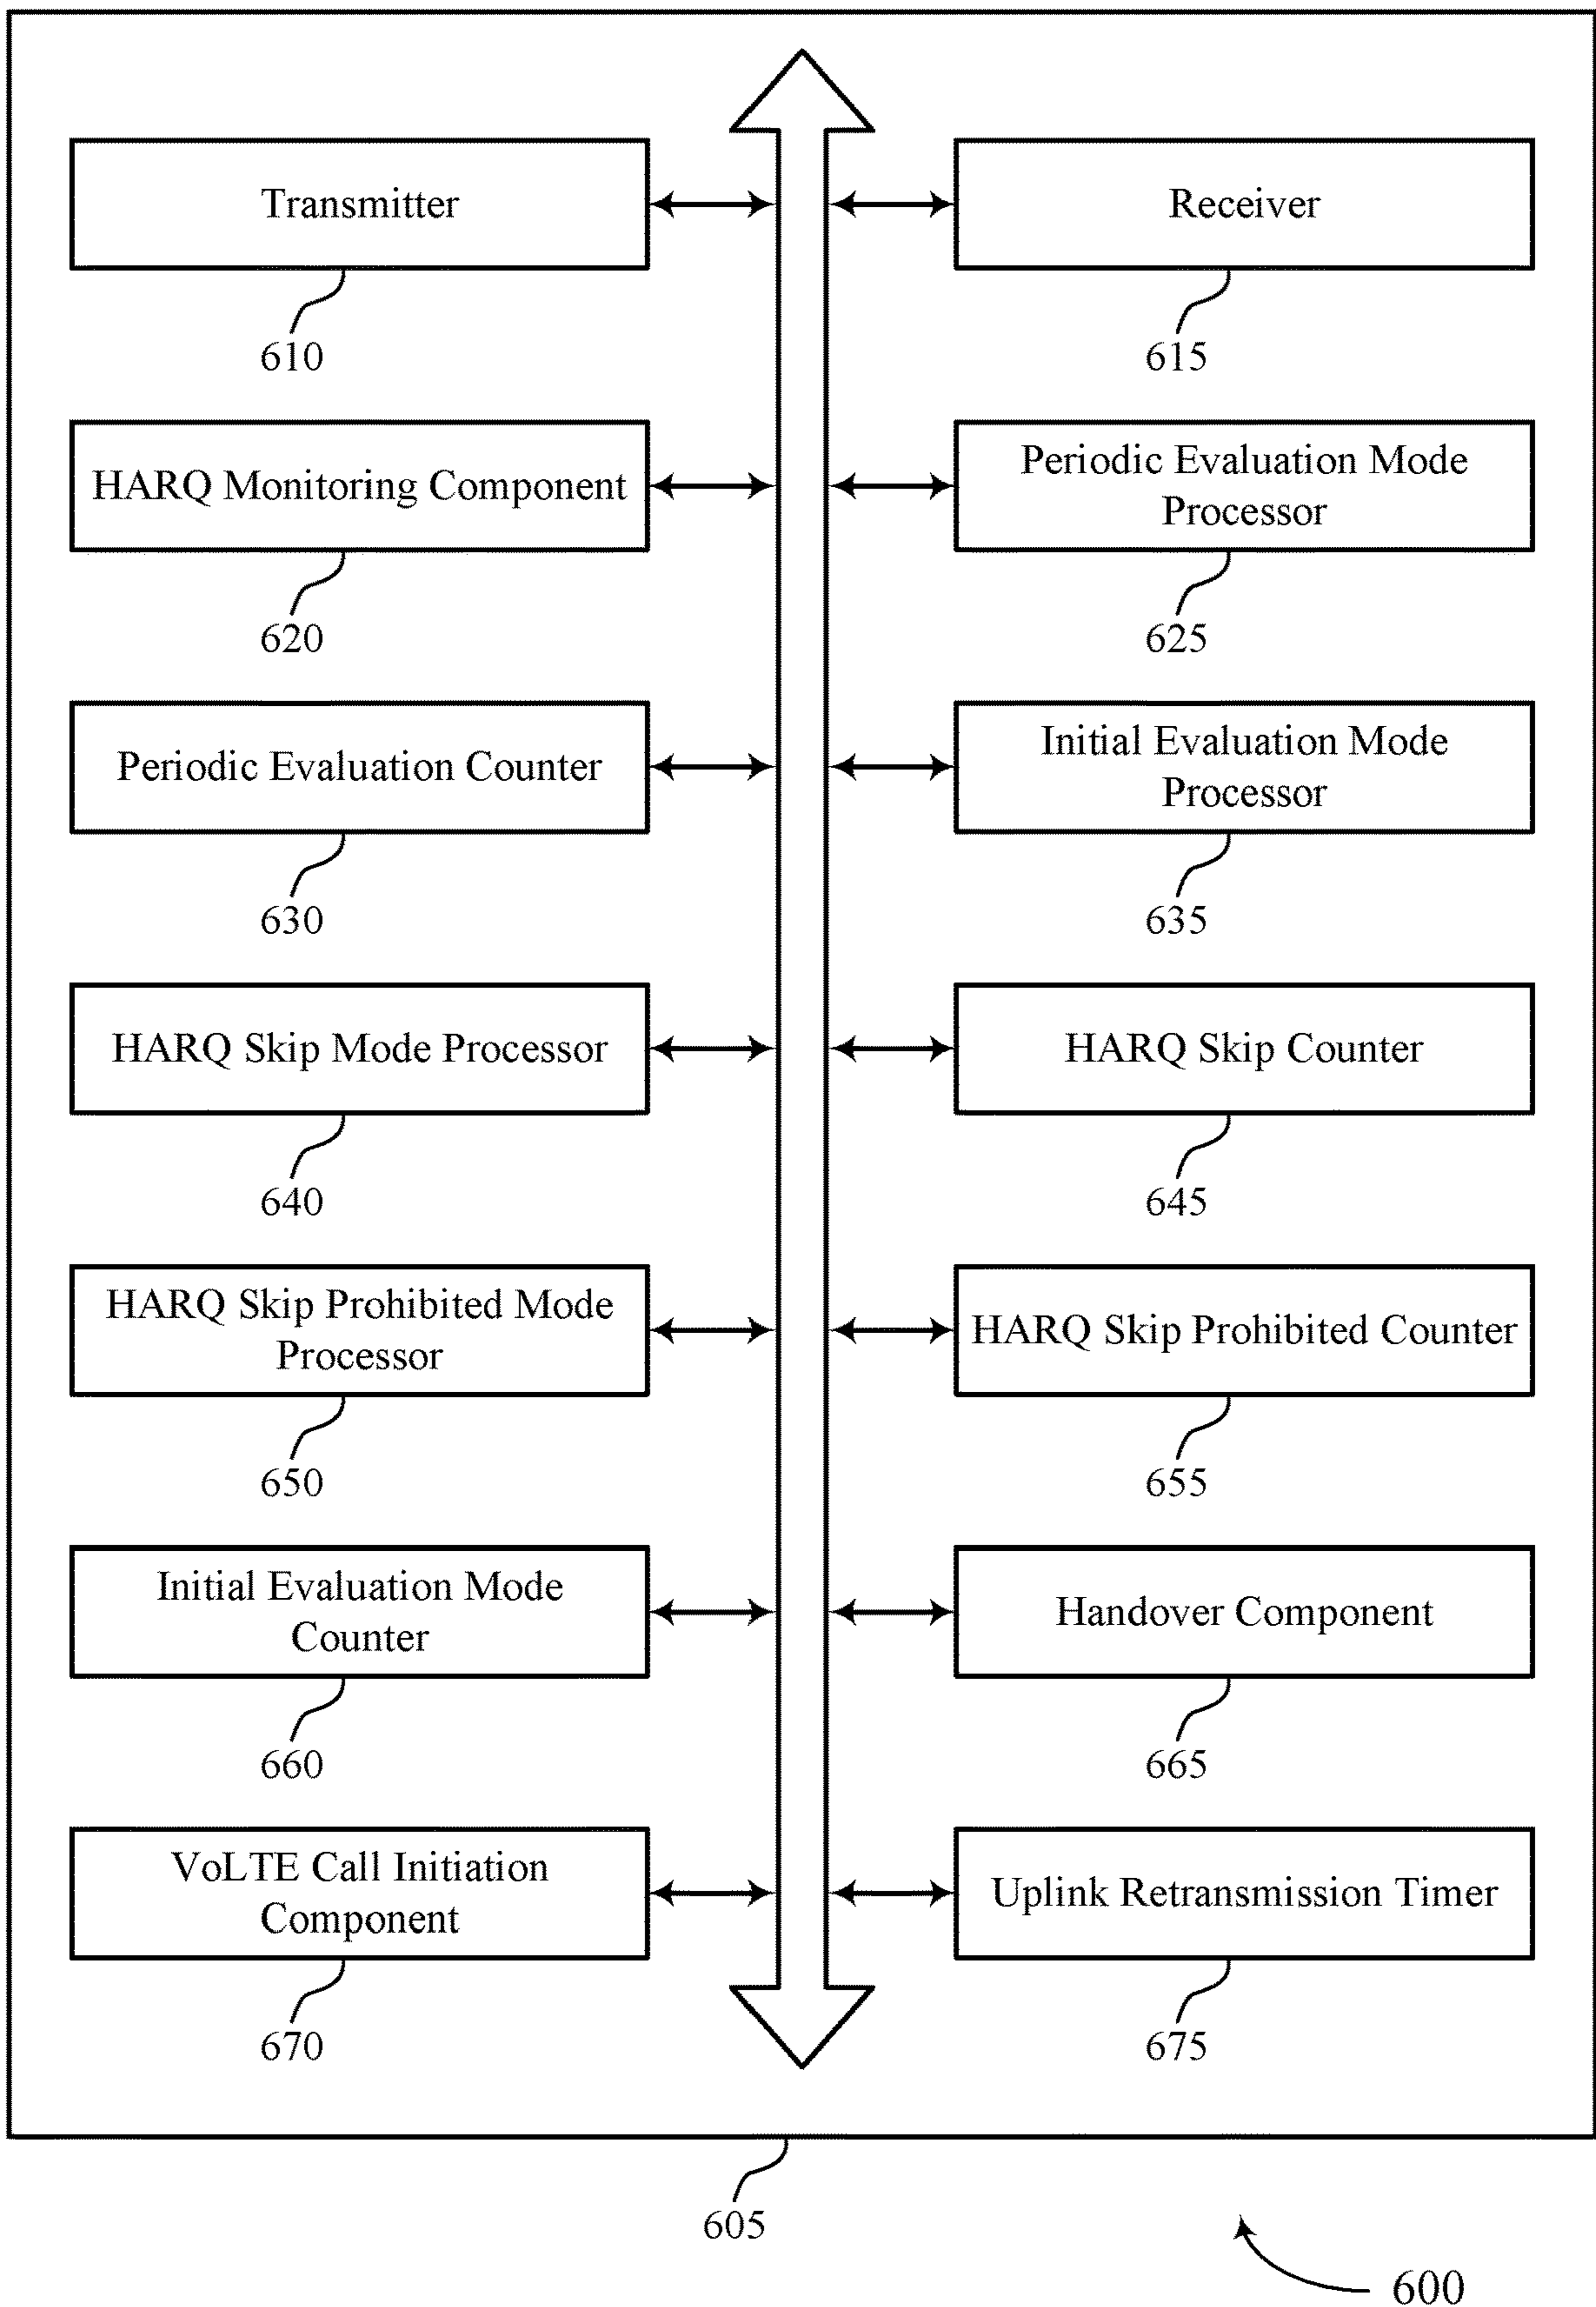 Transmitter
610
Receiver
615
HARQ Monitoring Component
620
Periodic Evaluation Mode
Processor
625
Periodic Evaluation Counter
630
Initial Evaluation Mode
Processor
635
HARQ Skip Mode Processor
640
HARQ Skip Counter
645
HARQ Skip Prohibited Mode
Processor
650
HARQ Skip Prohibited Counter
655
Initial Evaluation Mode
Counter
660
Handover Component
665
VoLTE Call Initiation
Component
670
Uplink Retransmission Timer
675
605
600